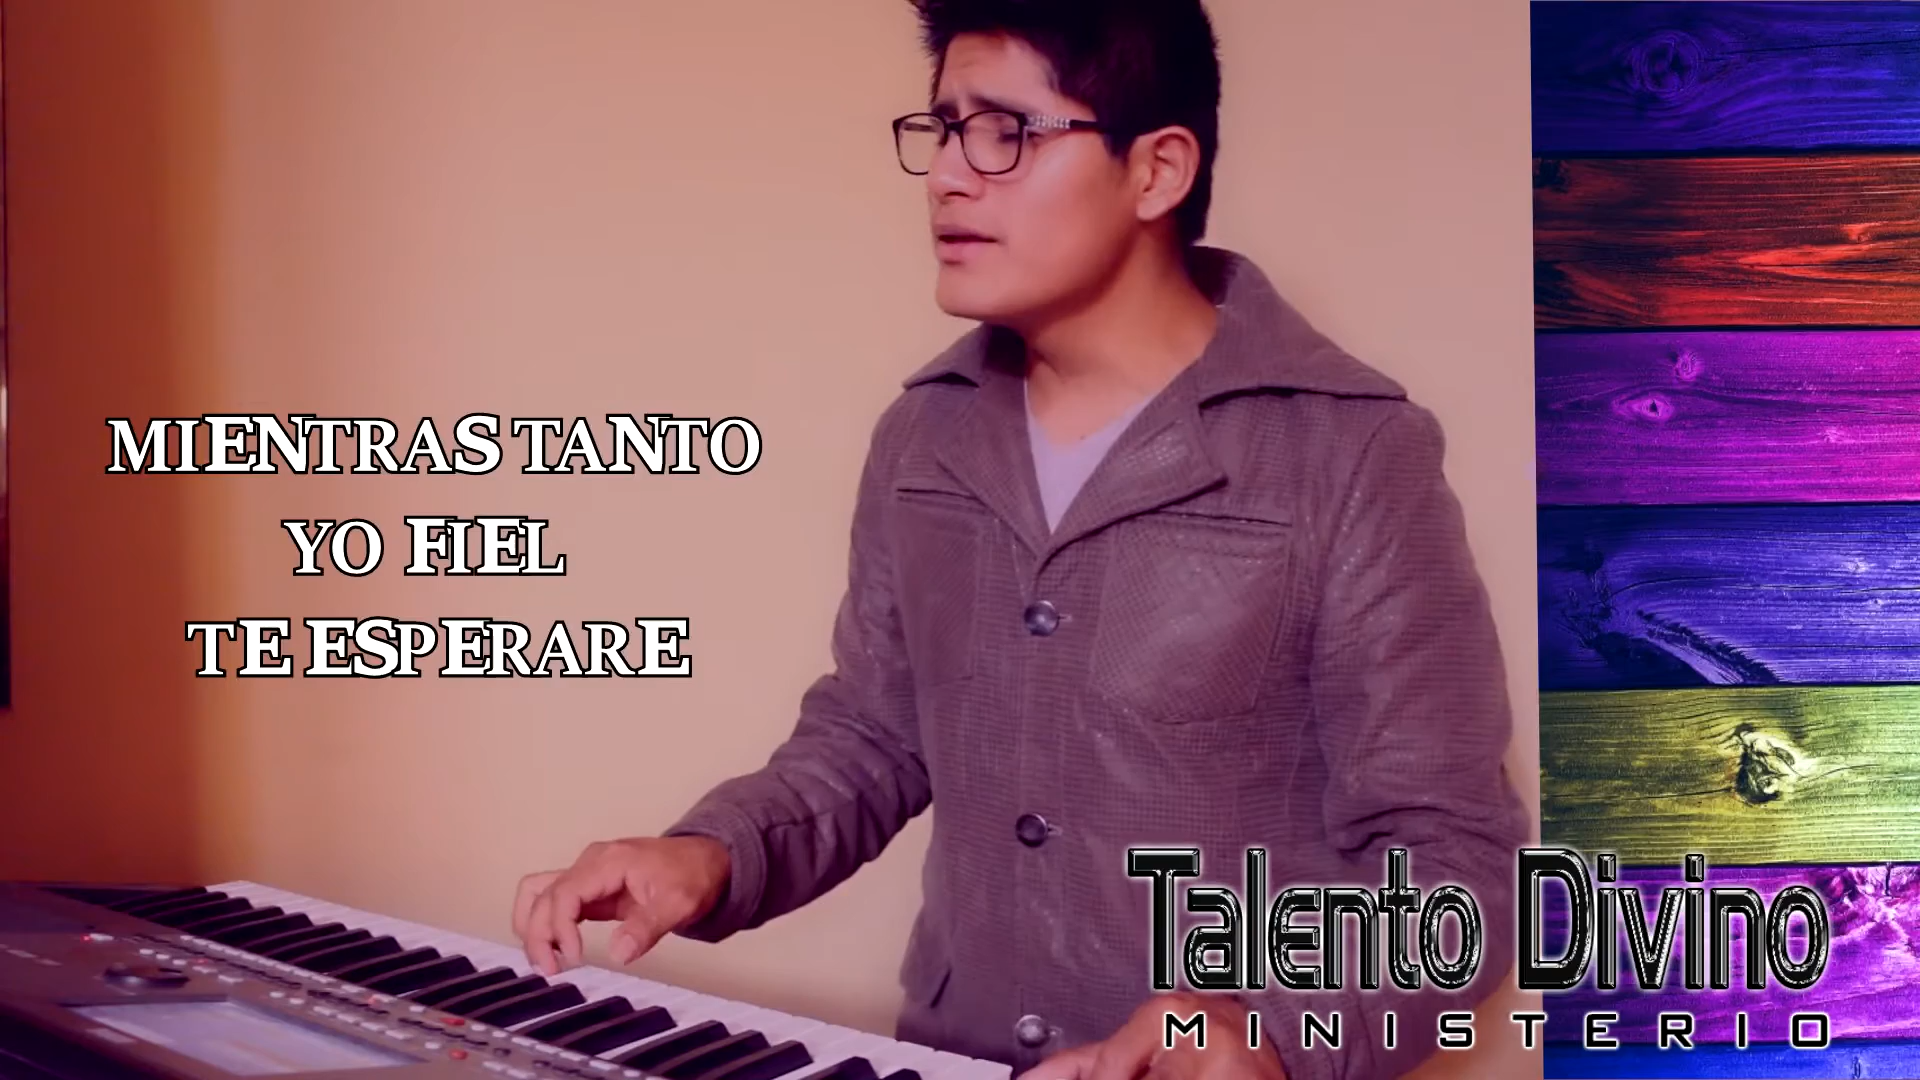 MIENTRAS TANTO
YO FIEL
TE ESPERARE
Talento Divino
MINISTERIO